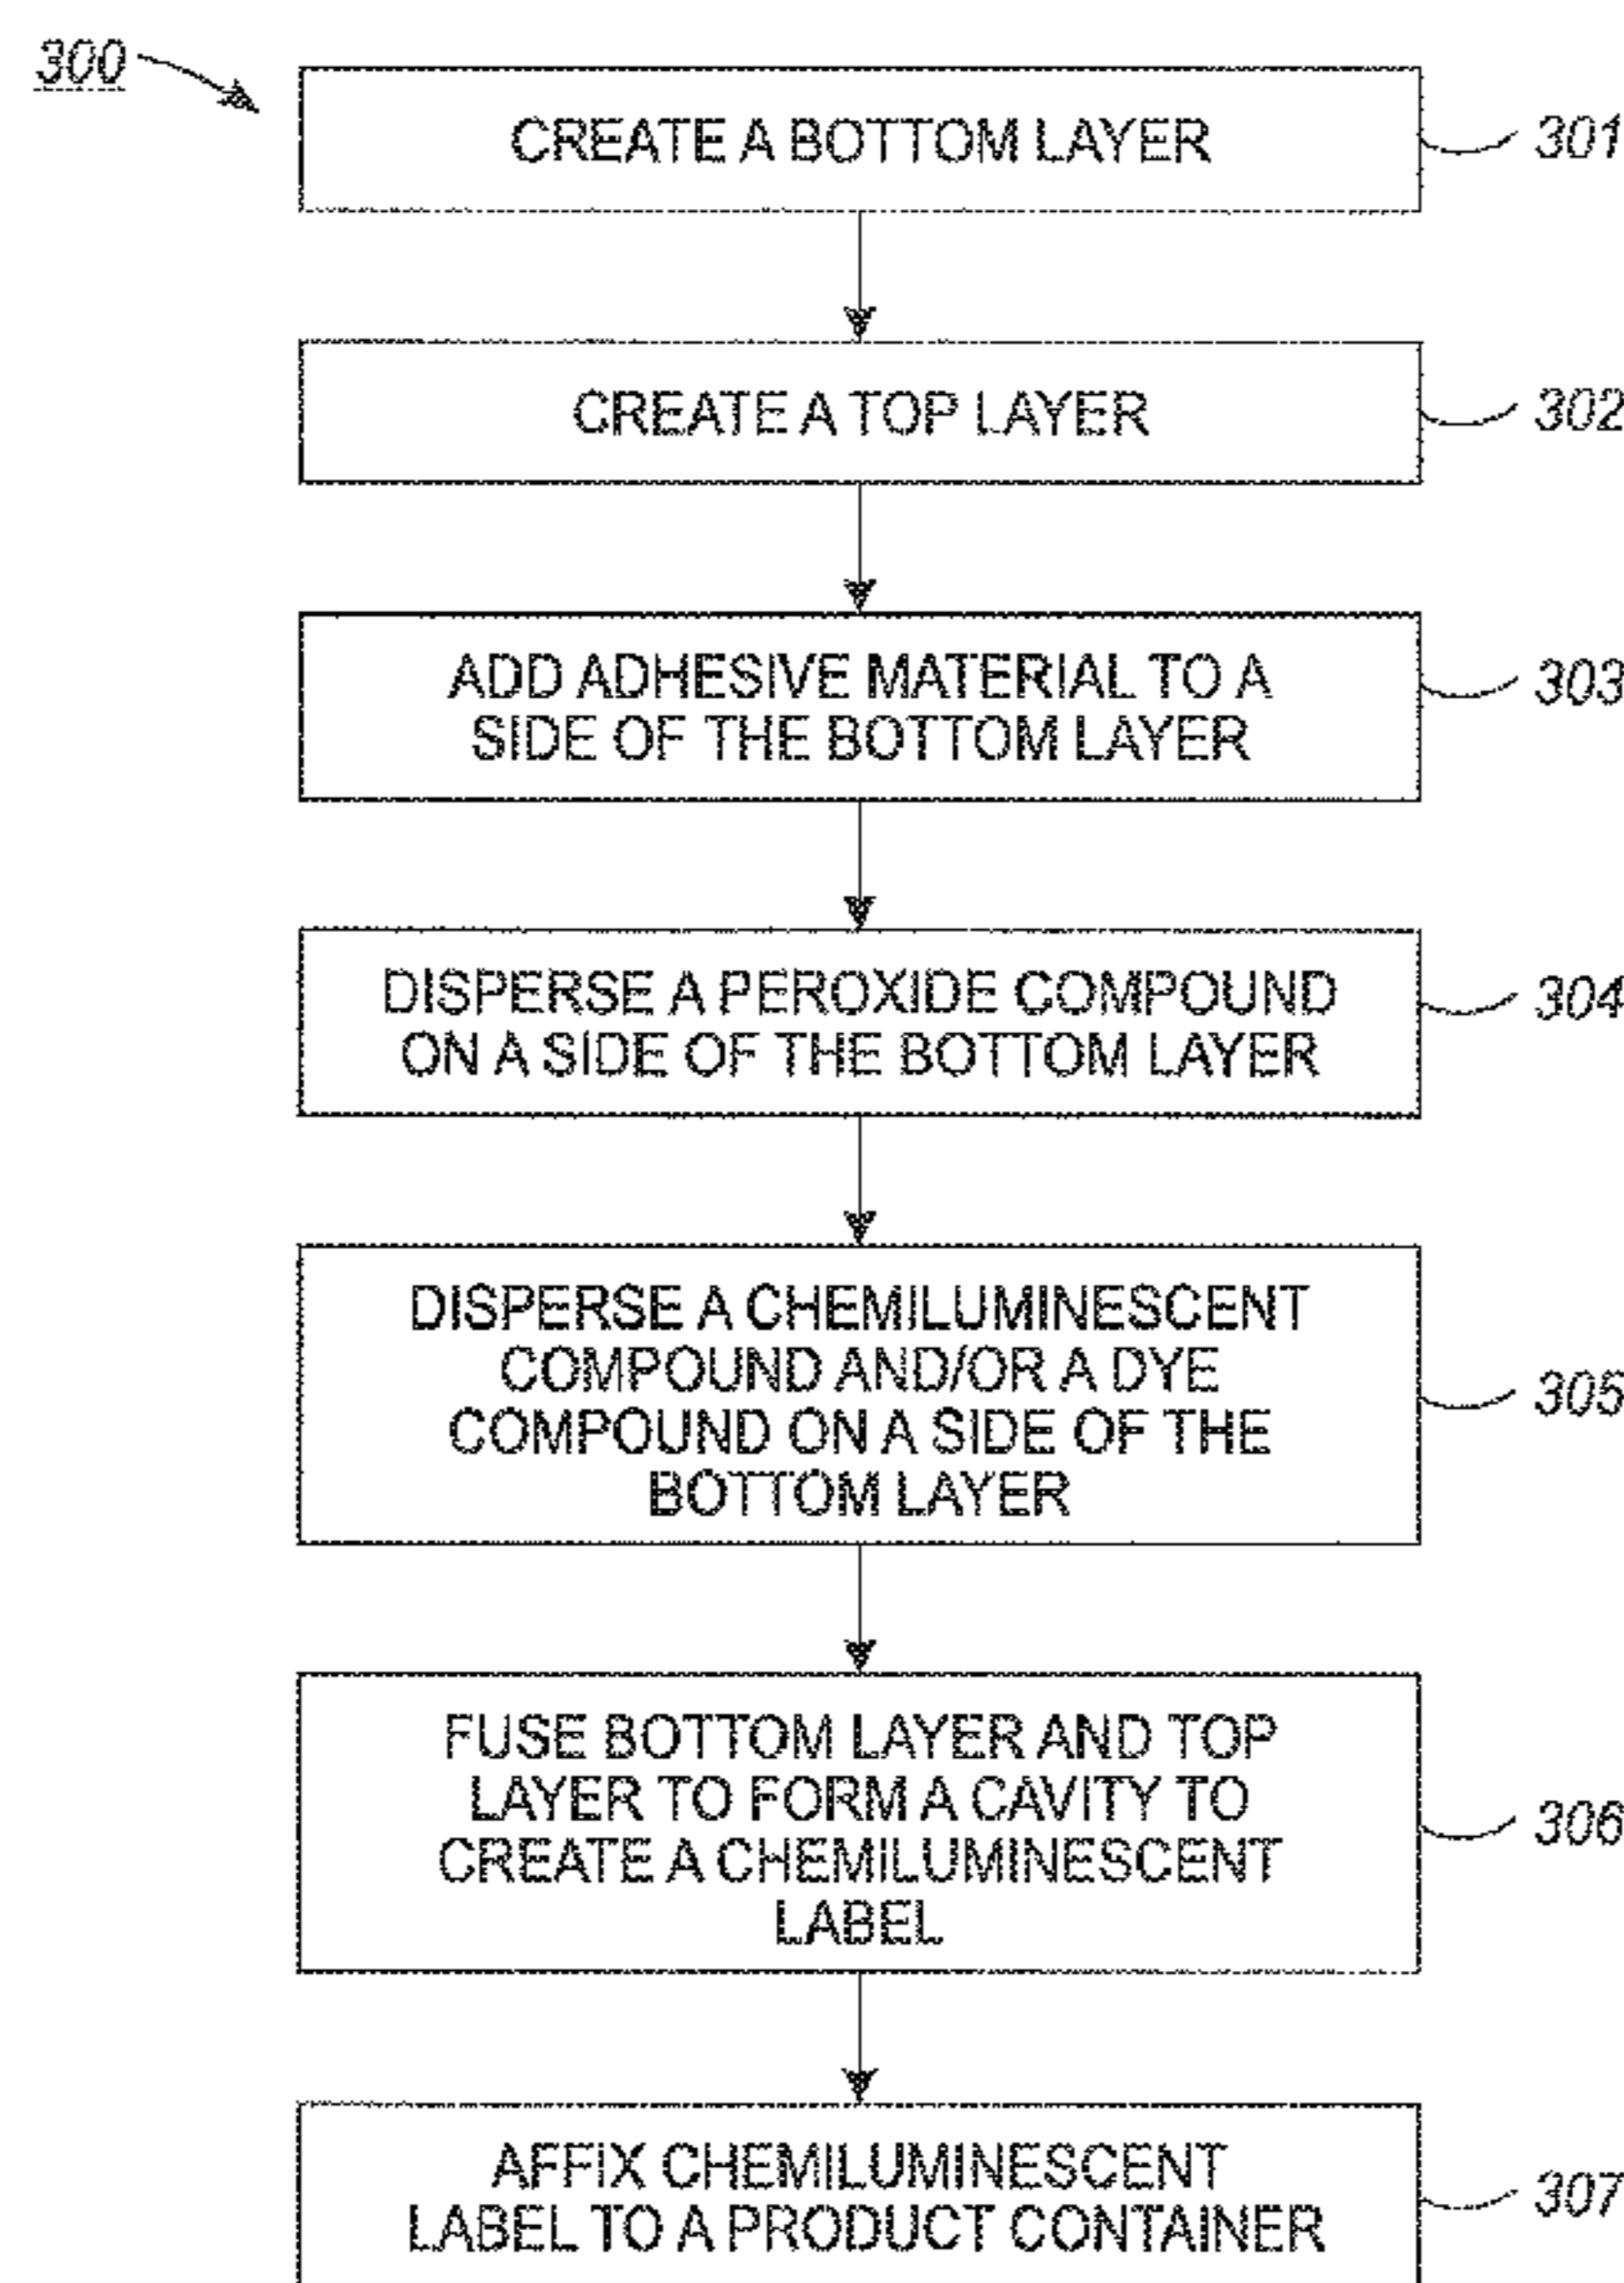 300
CREATE A BOTTOM LAYER
301
CREATE A TOP LAYER
302
ADD ADHESIVE MATERIAL TO A
SIDE OF THE BOTTOM LAYER
303
DISPERSE A PEROXIDE COMPOUND
ON A SIDE OF THE BOTTOM LAYER
304
DISPERSE A CHEMILUMINESCENT
COMPOUND AND/OR A DYE
COMPOUND ON A SIDE OF THE
BOTTOM LAYER
305
FUSE BOTTOM LAYER AND TOP
LAYER TO FORM A CAVITY TO
CREATE A CHEMILUMINESCENT
LABEL
306
AFFIX CHEMILUMINESCENT
LABEL TO A PRODUCT CONTAINER
307